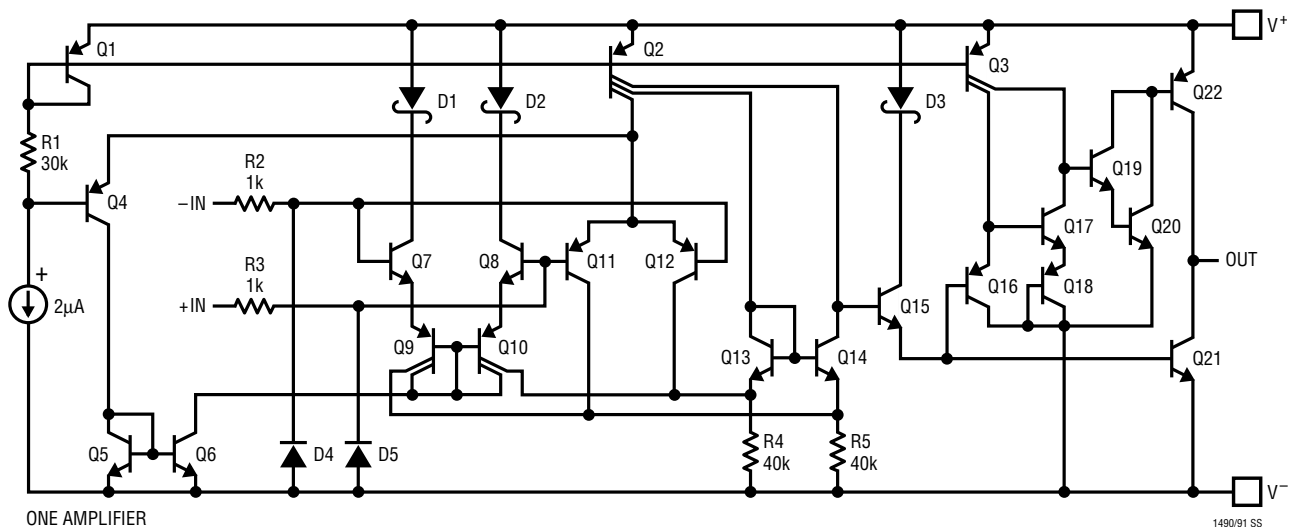 V+
Q1
Q2
Q3
D1
D2
D3
Q22
R1
30k
R2
1k
Q19
Q4
–IN
Q17
Q20
Q7
Q8
Q11
Q12
OUT
+
R3
1k
Q16
Q18
2µA
+IN
Q15
Q9
Q10
Q13
Q14
Q21
Q5
Q6
D4
D5
R4
40k
R5
40k
V–
ONE AMPLIFIER
1490/91 SS